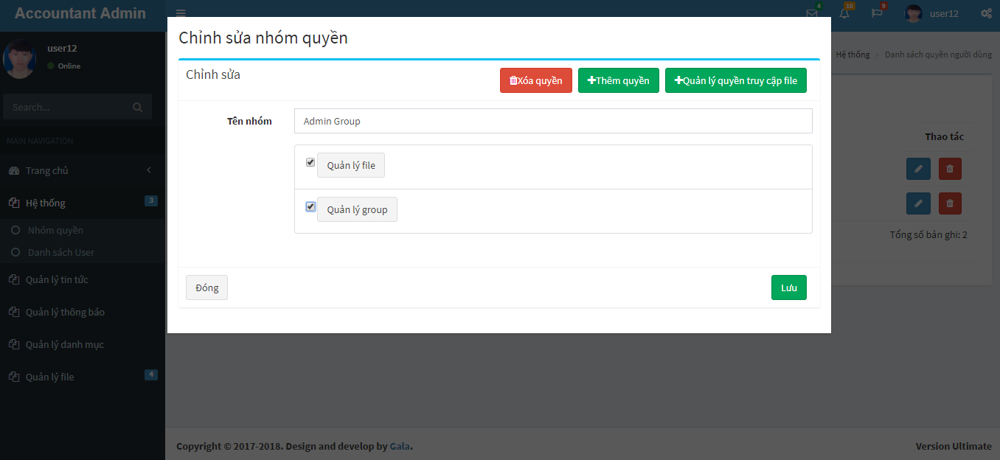 Accountant Admin
4
10
9
user12
user12
Online
Search...
MAIN NAVIGATION
Trang chủ
Hệ thống
3
Nhóm quyền
Danh sách User
Quản lý tin tức
Quản lý thông báo
Quản lý danh mục
Quản lý file
4
Hệ thống > Danh sách quyền người dùng
Chỉnh sửa nhóm quyền
Chỉnh sửa
Xóa quyền
Thêm quyền
Quản lý quyền truy cập file
Tên nhóm
Admin Group
Quản lý file
Quản lý group
Đóng
Lưu
Thao tác
Tổng số bản ghi: 2
Copyright © 2017-2018. Design and develop by Gala.
Version Ultimate